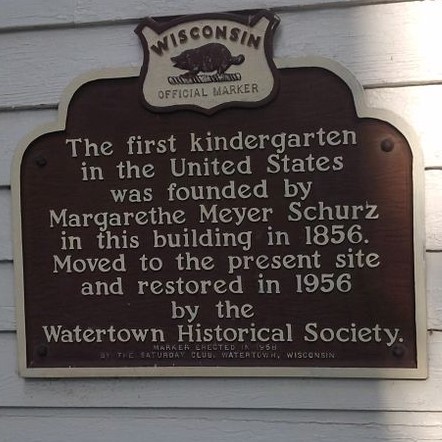 WISCONSIN
OFFICIAL MARKER
The first kindergarten
in the United States
was founded by
Margarethe Meyer Schurz
in this building in 1856.
Moved to the present site
and restored in 1956
by the
Watertown Historical Society.
MARKER ERECTED IN 1956
BY THE SATURDAY CLUB, WATERTOWN, WISCONSIN